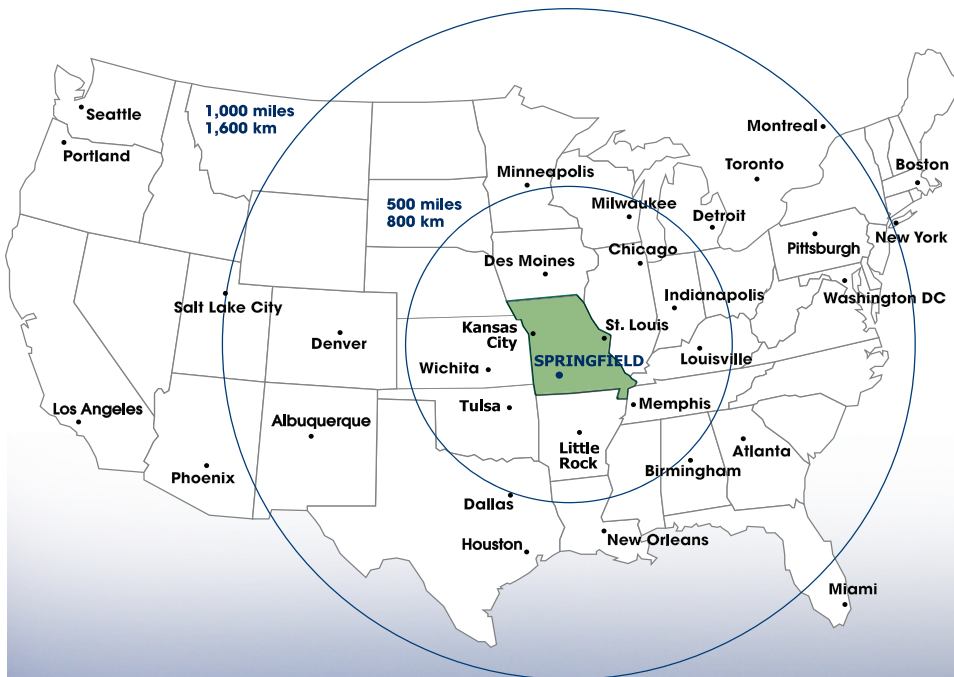 Seattle
1,000 miles
1,600 km
Portland
Montreal
Toronto
Boston
Minneapolis
500 miles
800 km
Milwaukee
Detroit
New York
Pittsburgh
Chicago
Des Moines
Salt Lake City
Indianapolis
Washington DC
Kansas
City
St. Louis
Denver
Louisville
SPRINGFIELD
Wichita
Los Angeles
Tulsa
Memphis
Albuquerque
Little
Rock
Atlanta
Phoenix
Birmingham
Dallas
Houston
New Orleans
Miami